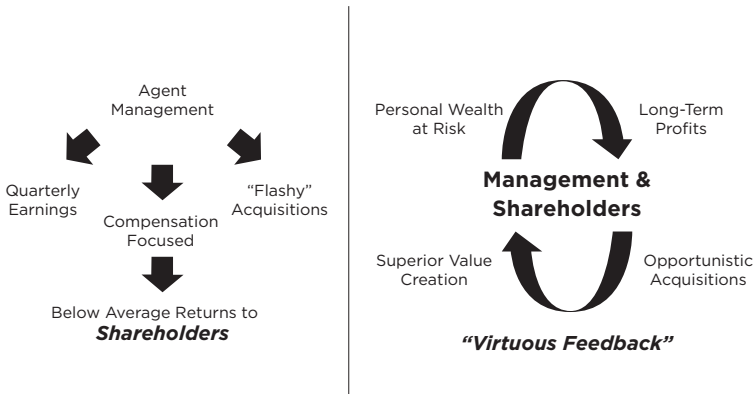 Agent
Management
Quarterly
Earnings
Compensation
Focused
“Flashy”
Acquisitions
Below Average Returns to
Shareholders
Personal Wealth
at Risk
Long-Term
Profits
Management &
Shareholders
Superior Value
Creation
Opportunistic
Acquisitions
“Virtuous Feedback”